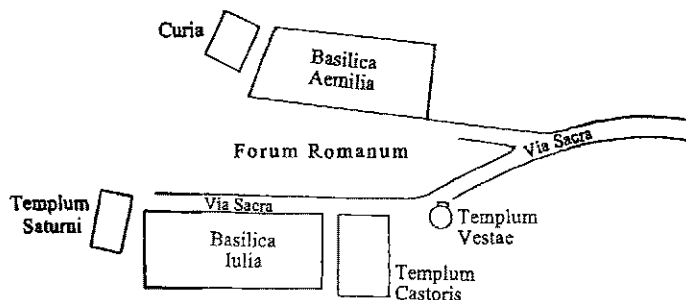 Curia
Basilica
Aemilia
Forum Romanum
Via Sacra
Templum
Saturni
Via Sacra
Basilica
Iulia
Templum
Vestae
Templum
Castoris